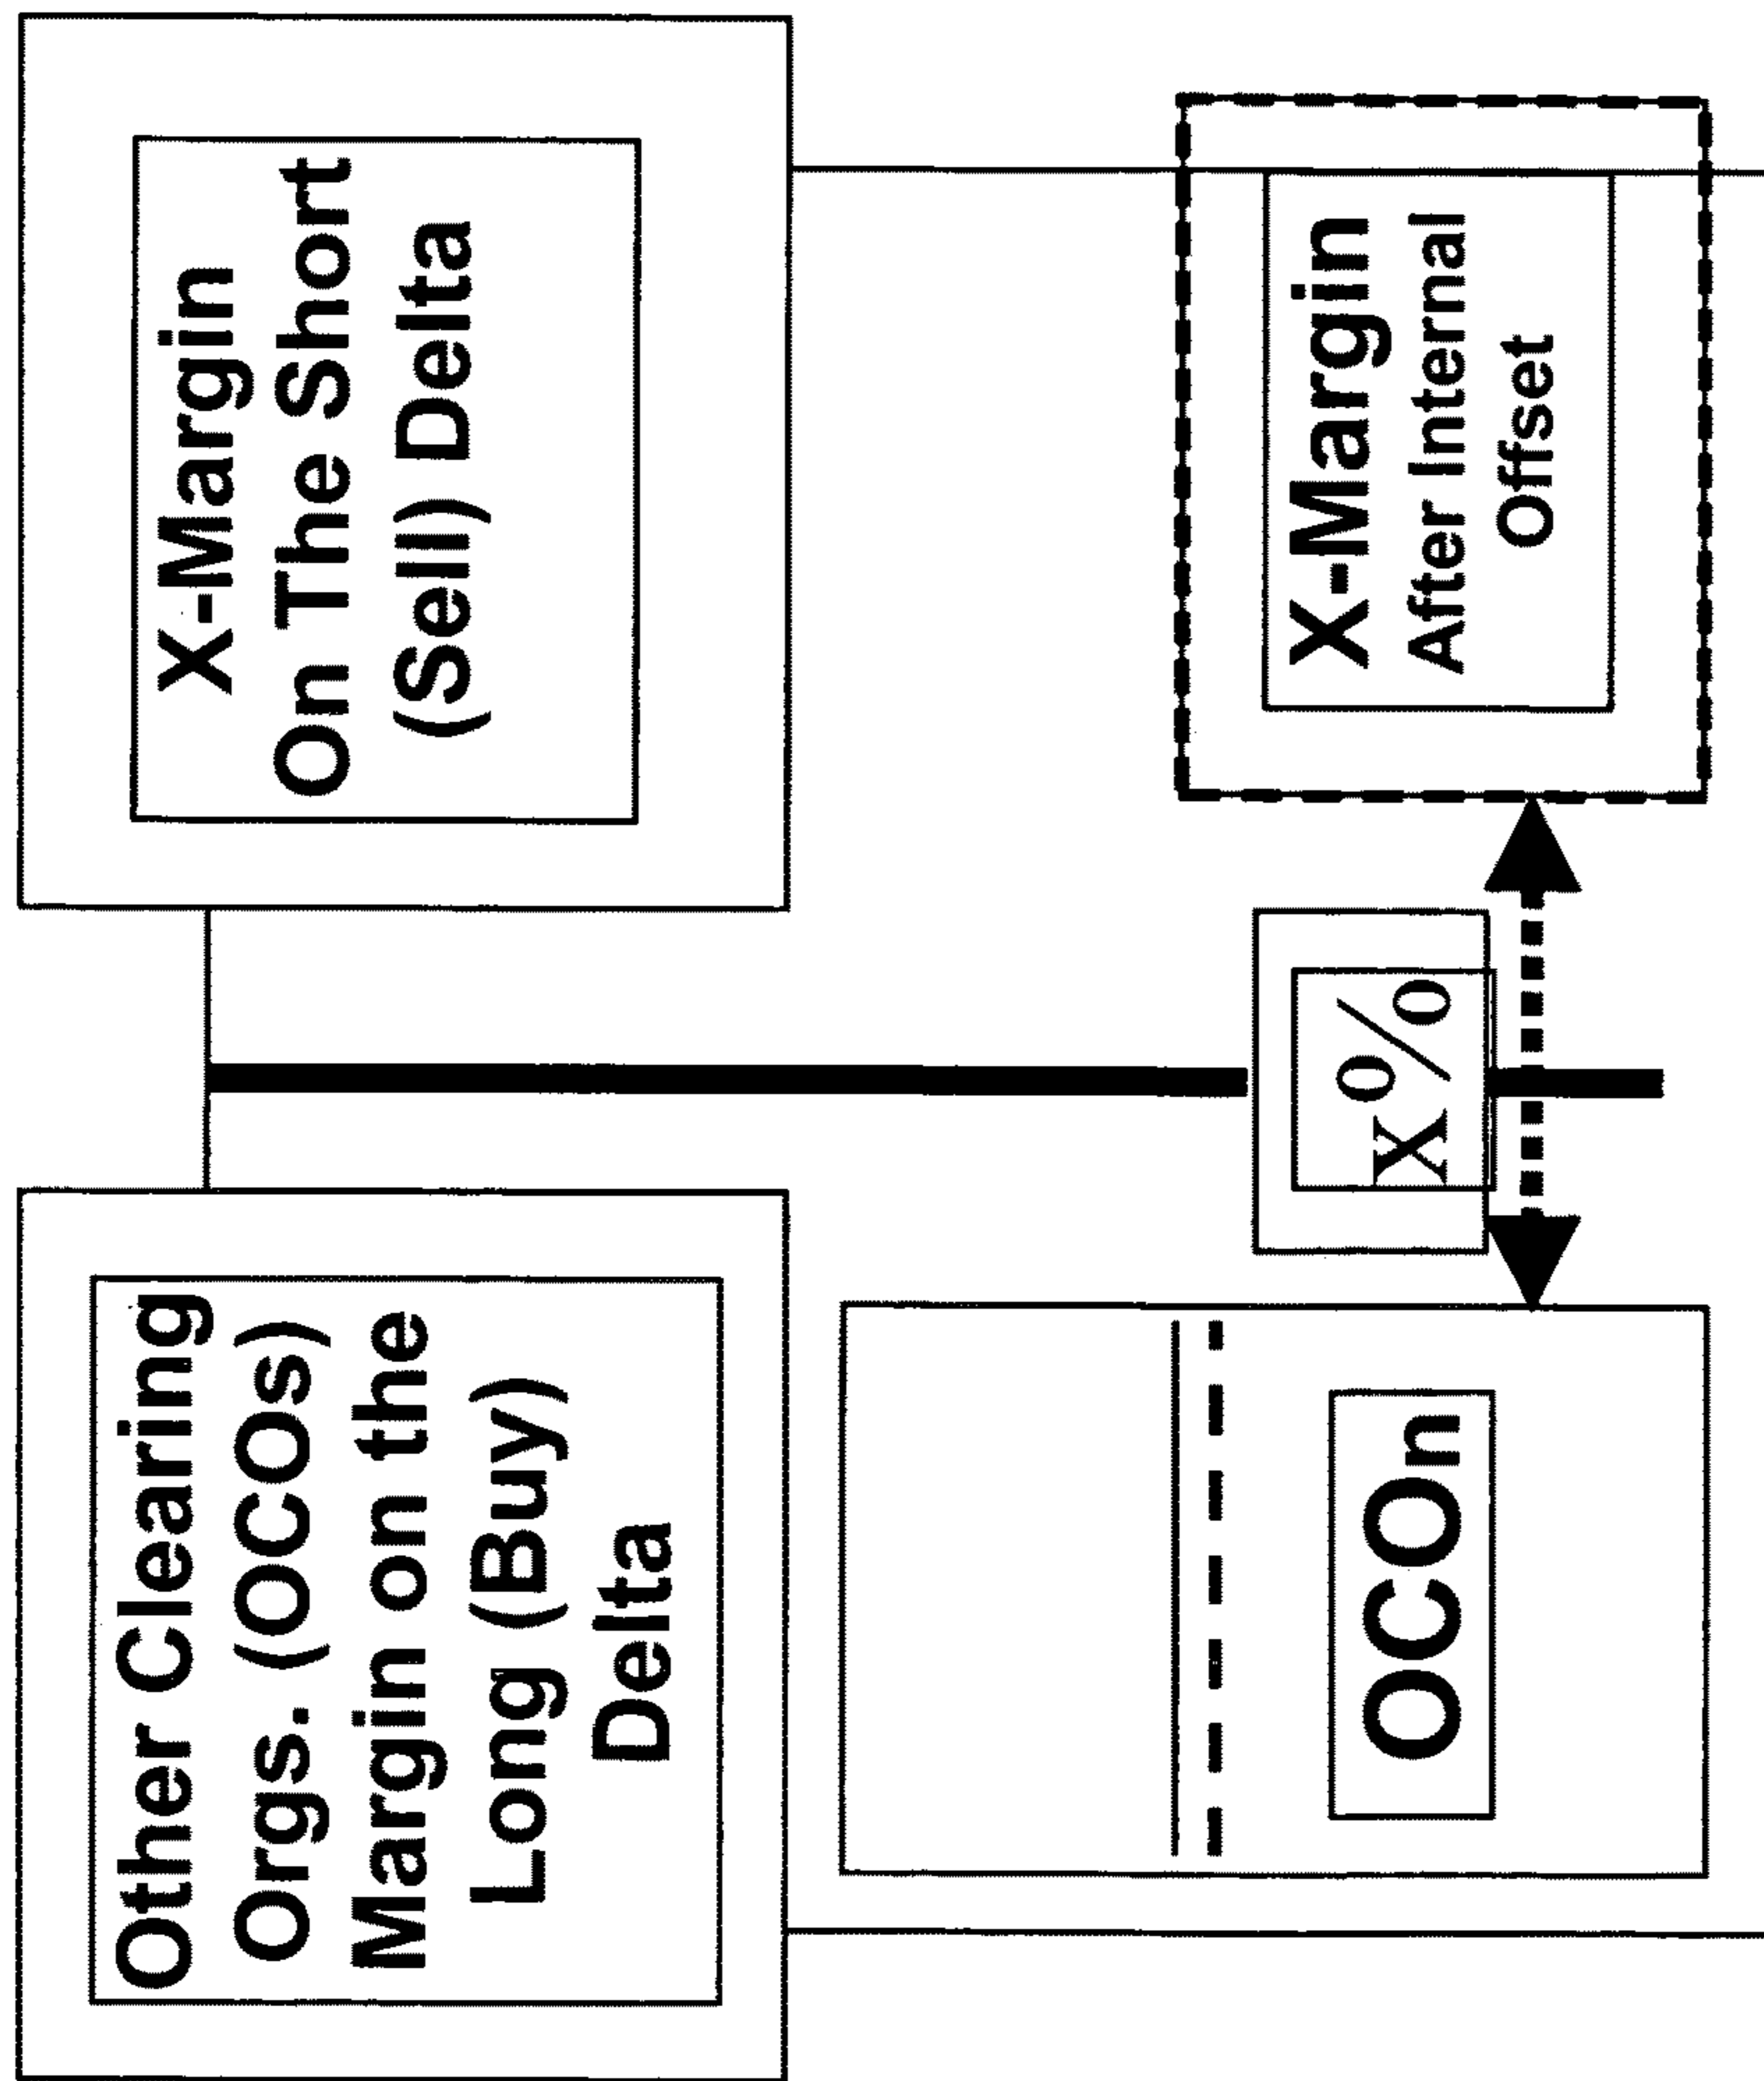 Other Clearing
Orgs. (OCOs)
Margin on the
Long (Buy)
Delta
X-Margin
On The Short
(Sell) Delta
OCOn
X%
X-Margin
After Internal
Offset